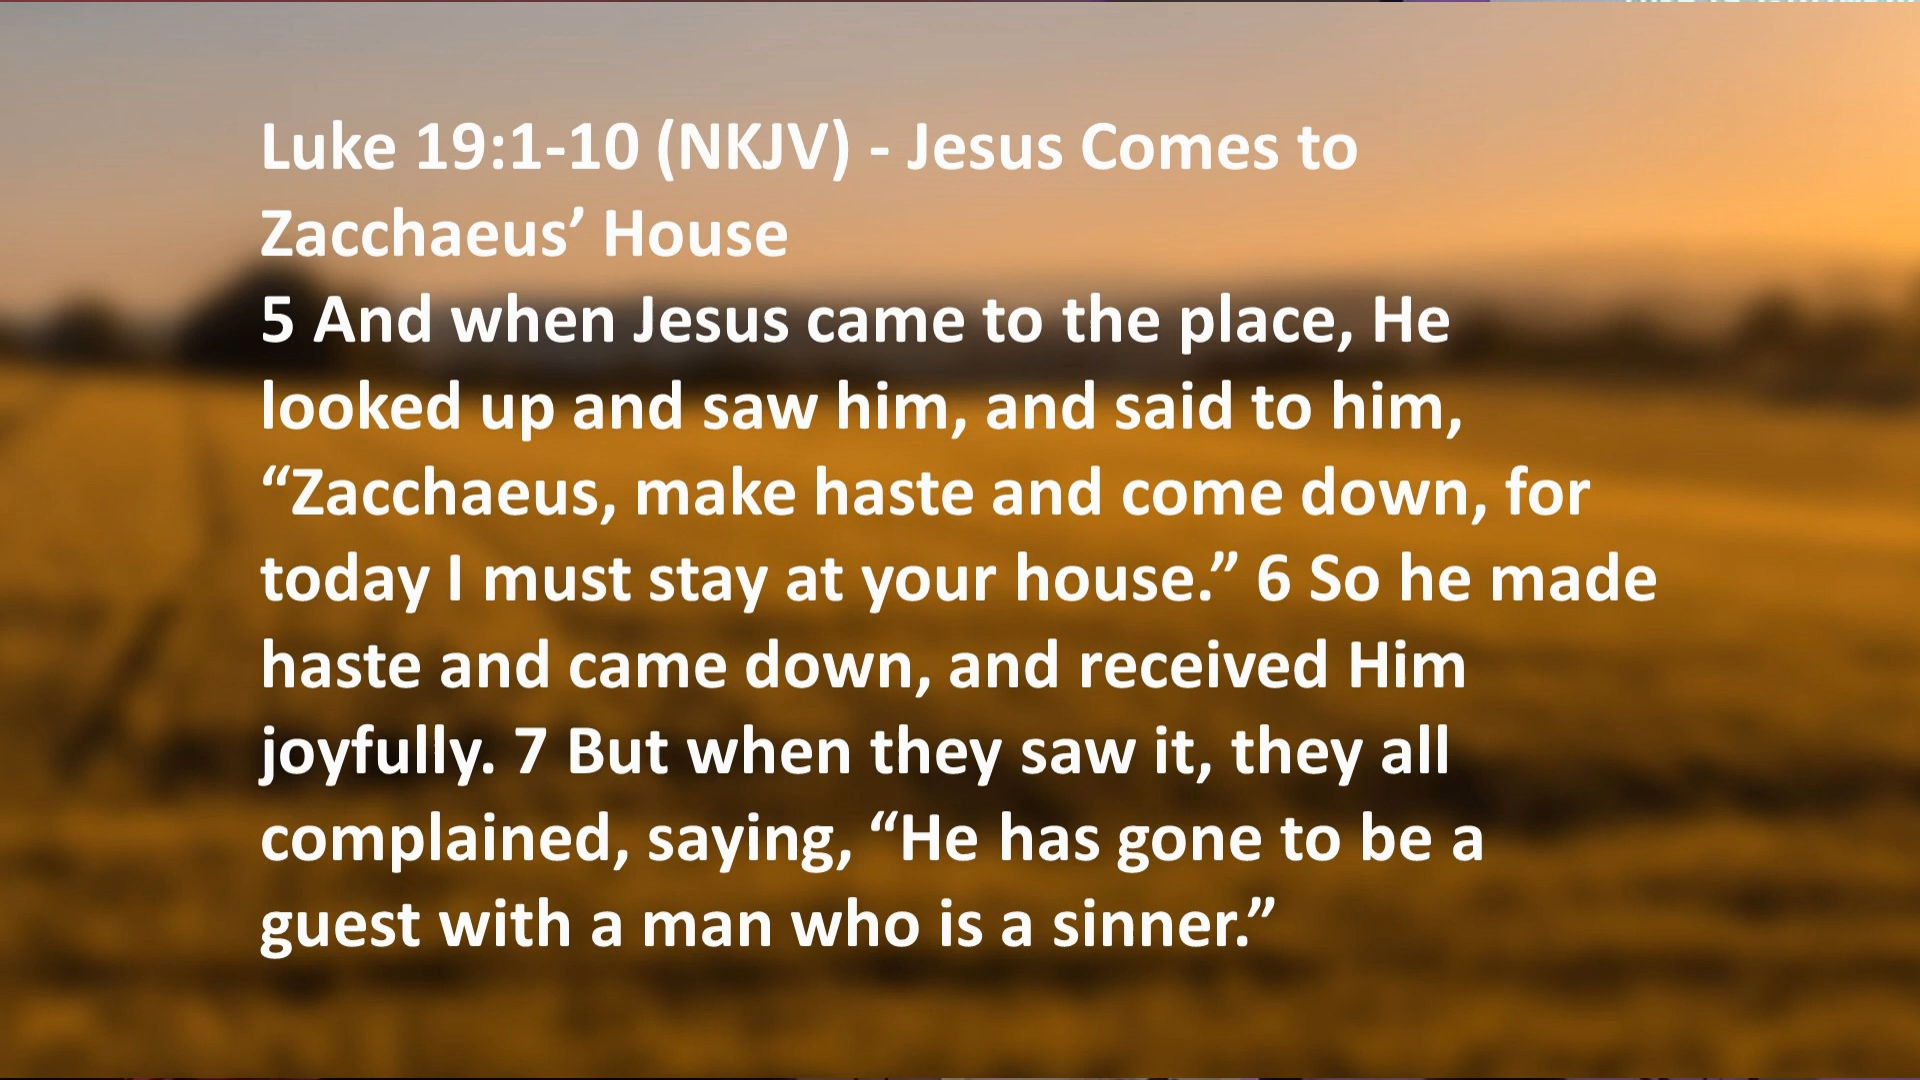 Luke 19:1-10 (NKJV) - Jesus Comes to
Zacchaeus’ House
5 And when Jesus came to the place, He
looked up and saw him, and said to him,
“Zacchaeus, make haste and come down, for
today I must stay at your house.” 6 So he made
haste and came down, and received Him
joyfully. 7 But when they saw it, they all
complained, saying, “He has gone to be a
guest with a man who is a sinner.”